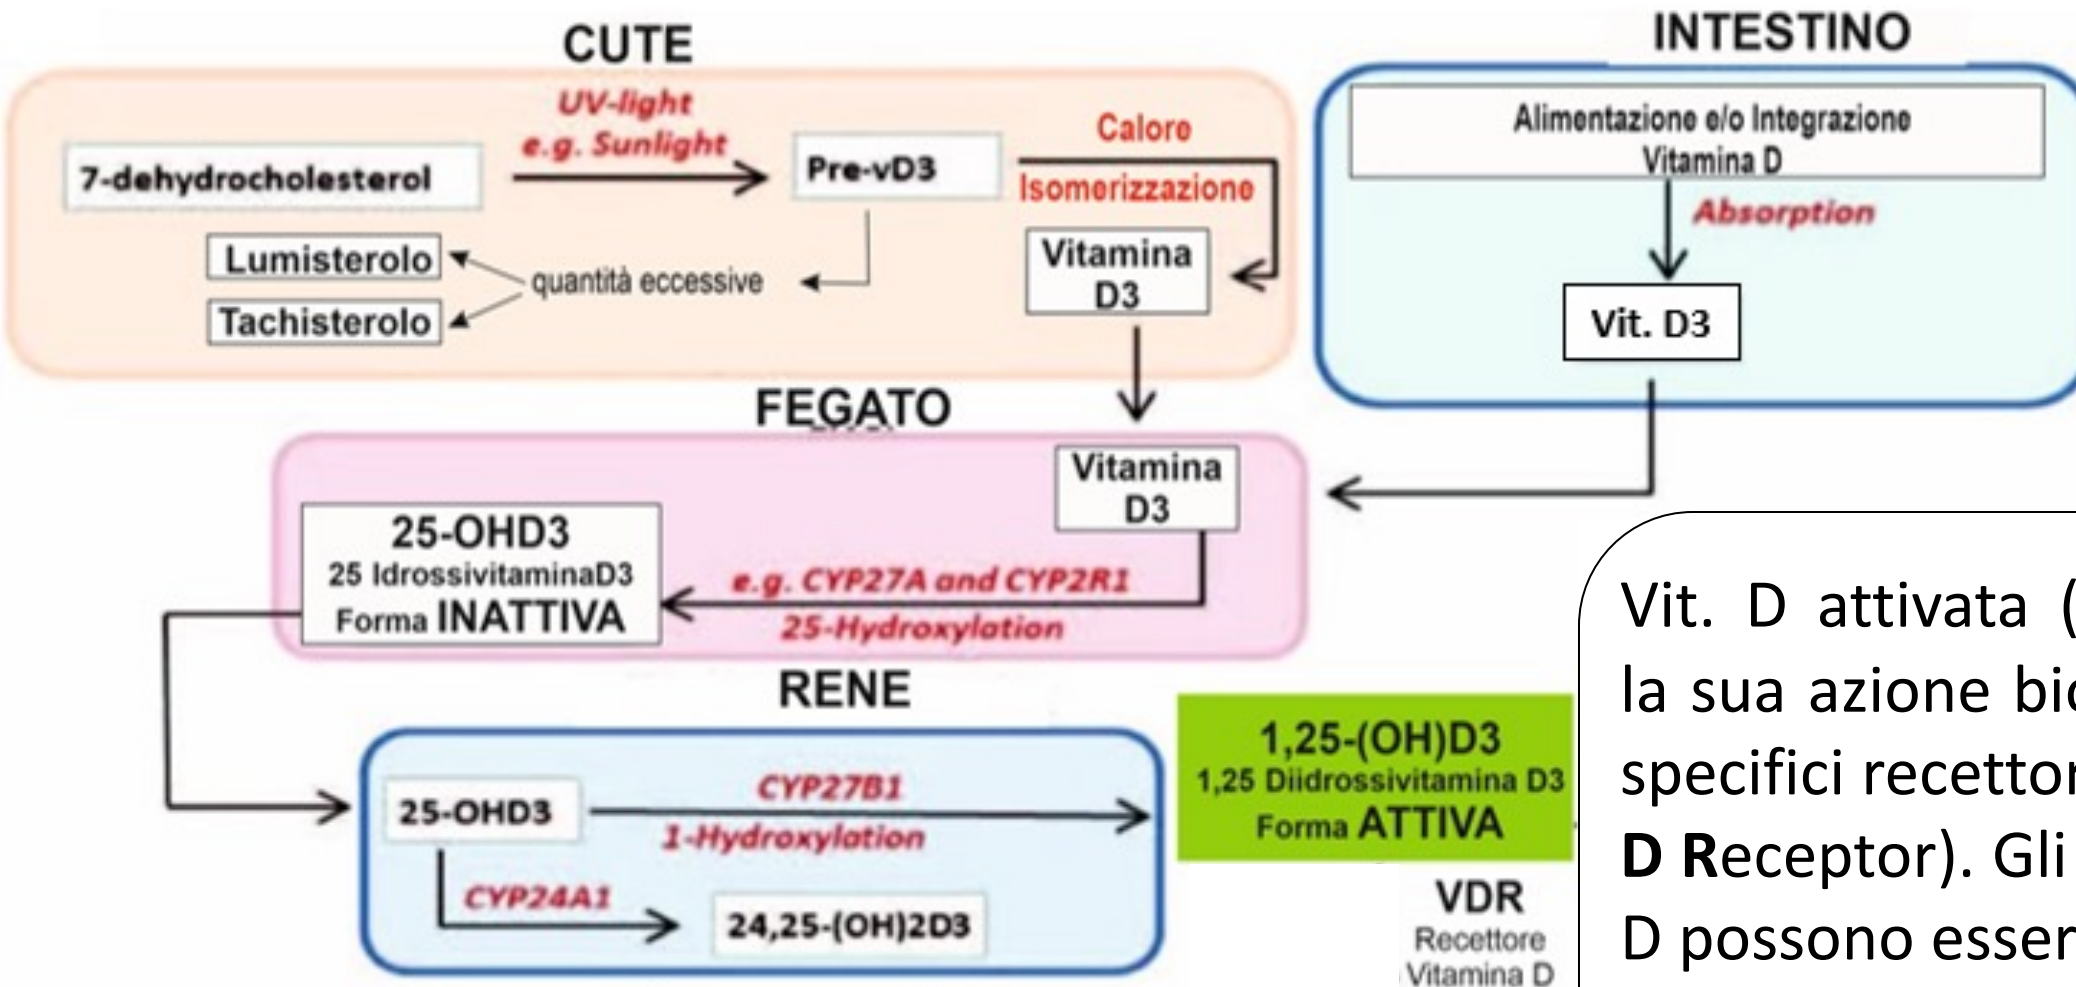 CUTE
UV-light
e.g. Sunlight
7-dehydrocholesterol
Pre-vD3
Calore
Isomerizzazione
Lumisterolo
Tachisterolo
quantità eccessive
Vitamina
D3
INTESTINO
Alimentazione e/o Integrazione
Vitamina D
Absorption
Vit. D3
FEGATO
Vitamina
D3
25-OHD3
25 IdrossivitaminaD3
Forma INATTIVA
e.g. CYP27A and CYP2R1
25-Hydroxylation
RENE
25-OHD3
CYP27B1
1-Hydroxylation
CYP24A1
24,25-(OH)2D3
1,25-(OH)D3
1,25 Diidrossivitamina D3
Forma ATTIVA
VDR
Recettore
Vitamina D
Vit. D attivata (
la sua azione
specifici
D Receptor). Gli
D possono